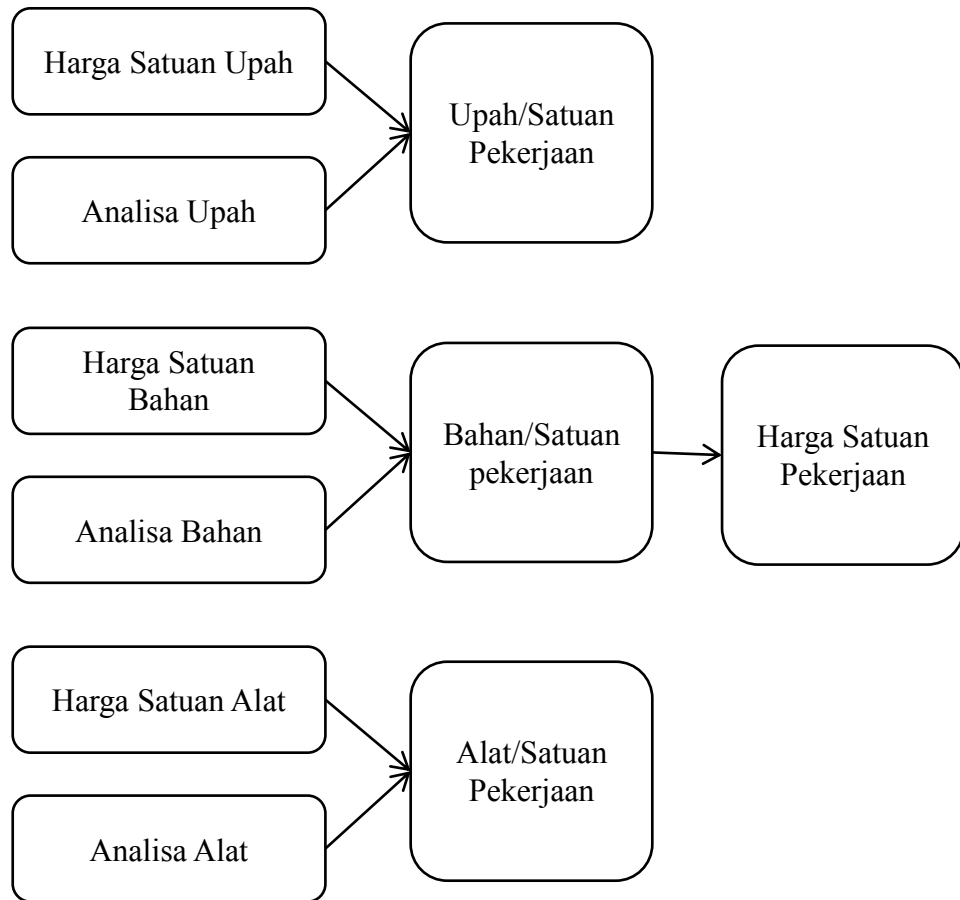 Harga Satuan Upah
Analisa Upah
Upah/Satuan
Pekerjaan
Harga Satuan
Bahan
Analisa Bahan
Bahan/Satuan
pekerjaan
Harga Satuan
Pekerjaan
Harga Satuan Alat
Analisa Alat
Alat/Satuan
Pekerjaan